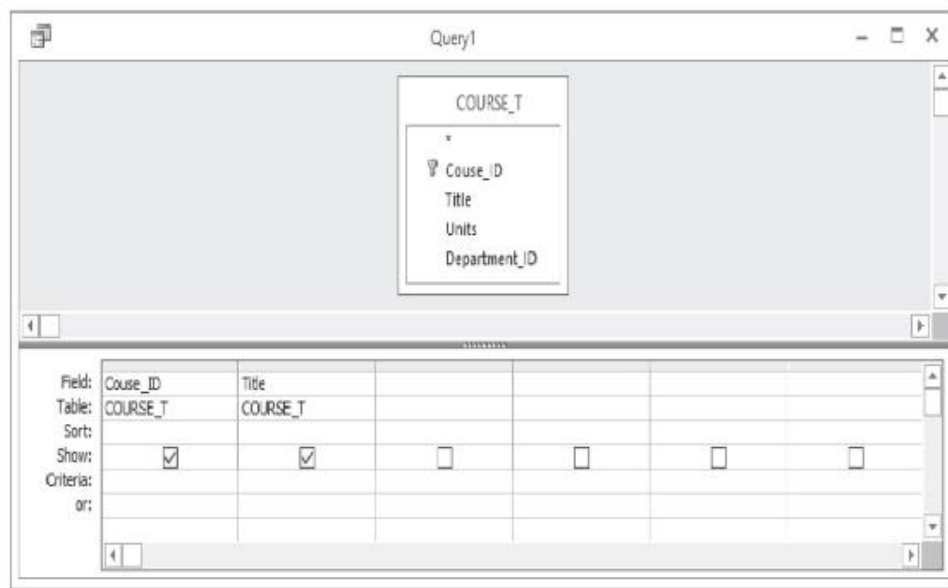 Query1
COURSE_T
*
Couse_ID
Title
Units
Department_ID
Field: Couse_ID Title
Table: COURSE_T COURSE_T
Sort:
Show:
Criteria:
or: